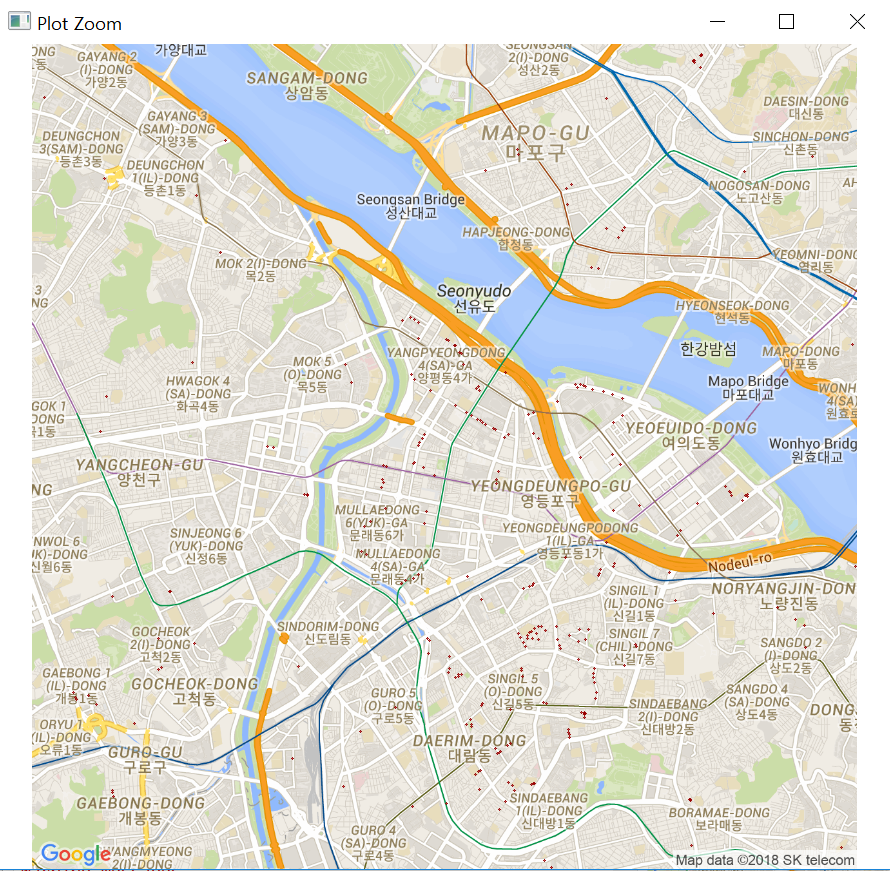 Plot Zoom
GAYANG 2
(I)-DONG
가양2동
가양대교
SANGAM-DONG
상암동
SEONGSAN
2(I)-DONG
성산2동
DAESIN-DONG
대신동
GAYANG 3
(SAM)-DONG
가양3동
DEUNGCHON
3(SAM)-DONG
등촌3동
MAPO-GU
마포구
SINCHON-DONG
신촌동
DEUNGCHON
1(IL)-DONG
등촌1동
NOGOSAN-DONG
노고산동
AH
Seongsan Bridge
성산대교
HAPJEONG-DONG
합정동
MOK 2(I)-DONG
목2동
YEOMNI-DONG
염리동
Seonyudo
선유도
HYEONSEOK-DONG
현석동
한강밤섬
YANGPYEONGDONG
4(SA)-GA
양평동4가
MAPO-DONG
마포동
MOK 5
(O)-DONG
목5동
HWAGOK 4
(SA)-DONG
화곡4동
Mapo Bridge
마포대교
WONH
4(SA)
원효로
GOK 1
YEOEUIDO-DONG
여의도동
Wonhyo Bridg
원효대교
YANGCHEON-GU
양천구
YEONGDEUNGPO-GU
영등포구
MULLAEDONG
6(YUK)-GA
문래동6가
YEONGDEUNGPODONG
1(IL)-GA
영등포동1가
SINJEONG 6
(YUK)-DONG
신정6동
신월6동
MULLAEDONG
4(SA)-GA
문래동4가
Nodeul-ro
NORYANGJIN-DON
노량진동
SINGIL 1
(IL)-DONG
신길1동
SINDORIM-DONG
신도림동
GOCHEOK
2(I)-DONG
고척2동
SINGIL 7
(CHIL)-DONG
신길7동
SANGDO 2
(I)-DONG
상도2동
GAEBONG 1
(IL)-DONG
개봉1동
GOCHEOK-DONG
고척동
GURO 5
(O)-DONG
구로5동
SINGIL 5
(O)-DONG
신길5동
SANGDO 4
(SA)-DONG
상도4동
SINDAEBANG
2(I)-DONG
신대방2동
DONG
ORYU 1
(IL)-DONG
오류1동
GURO-GU
구로구
DAERIM-DONG
대림동
GAEBONG-DONG
개봉동
SINDAEBANG
1(IL)-DONG
신대방1동
BORAMAE-DONG
보라매동
GURO 4
(SA)-DONG
구로4동
Google
Map data ©2018 SK telecom